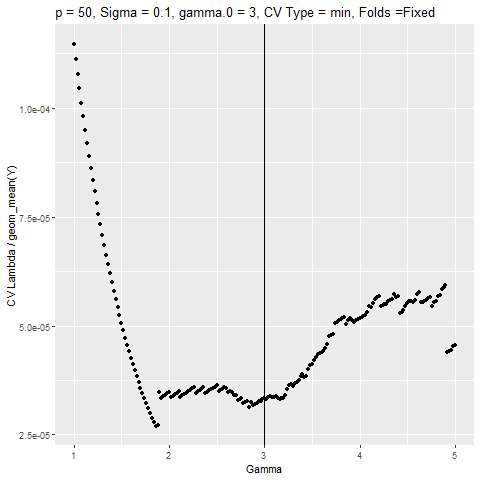 p = 50, Sigma = 0.1, gamma.0 = 3, CV Type = min, Folds =Fixed
CV Lambda / geom_mean(Y)
1.0e-04
7.5e-05
5.0e-05
2.5e-05
1 2 3 4 5
Gamma